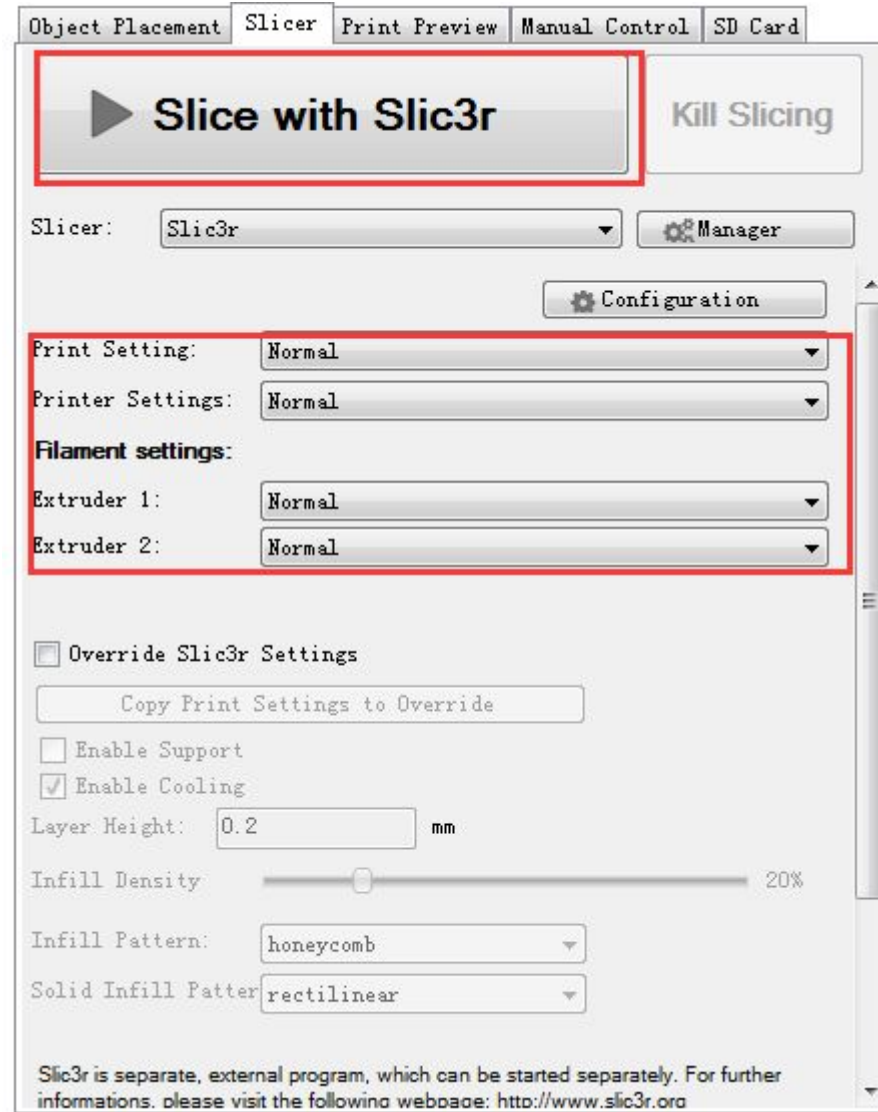 Object Placement Slicer Print Preview Manual Control SD Card
Slice with Slic3r Kill Slicing
Slicer: Slic3r Manager
Configuration
Print Setting: Normal
Printer Settings: Normal
Filament settings:
Extruder 1: Normal
Extruder 2: Normal
Override Slic3r Settings
Copy Print Settings to Override
Enable Support
Enable Cooling
Layer Height: 0.2 mm
Infill Density 20%
Infill Pattern: honeycomb
Solid Infill Patter rectilinear
Slic3r is separate, external program, which can be started separately. For further
informations, please visit the following webpage: http://www.slic3r.org